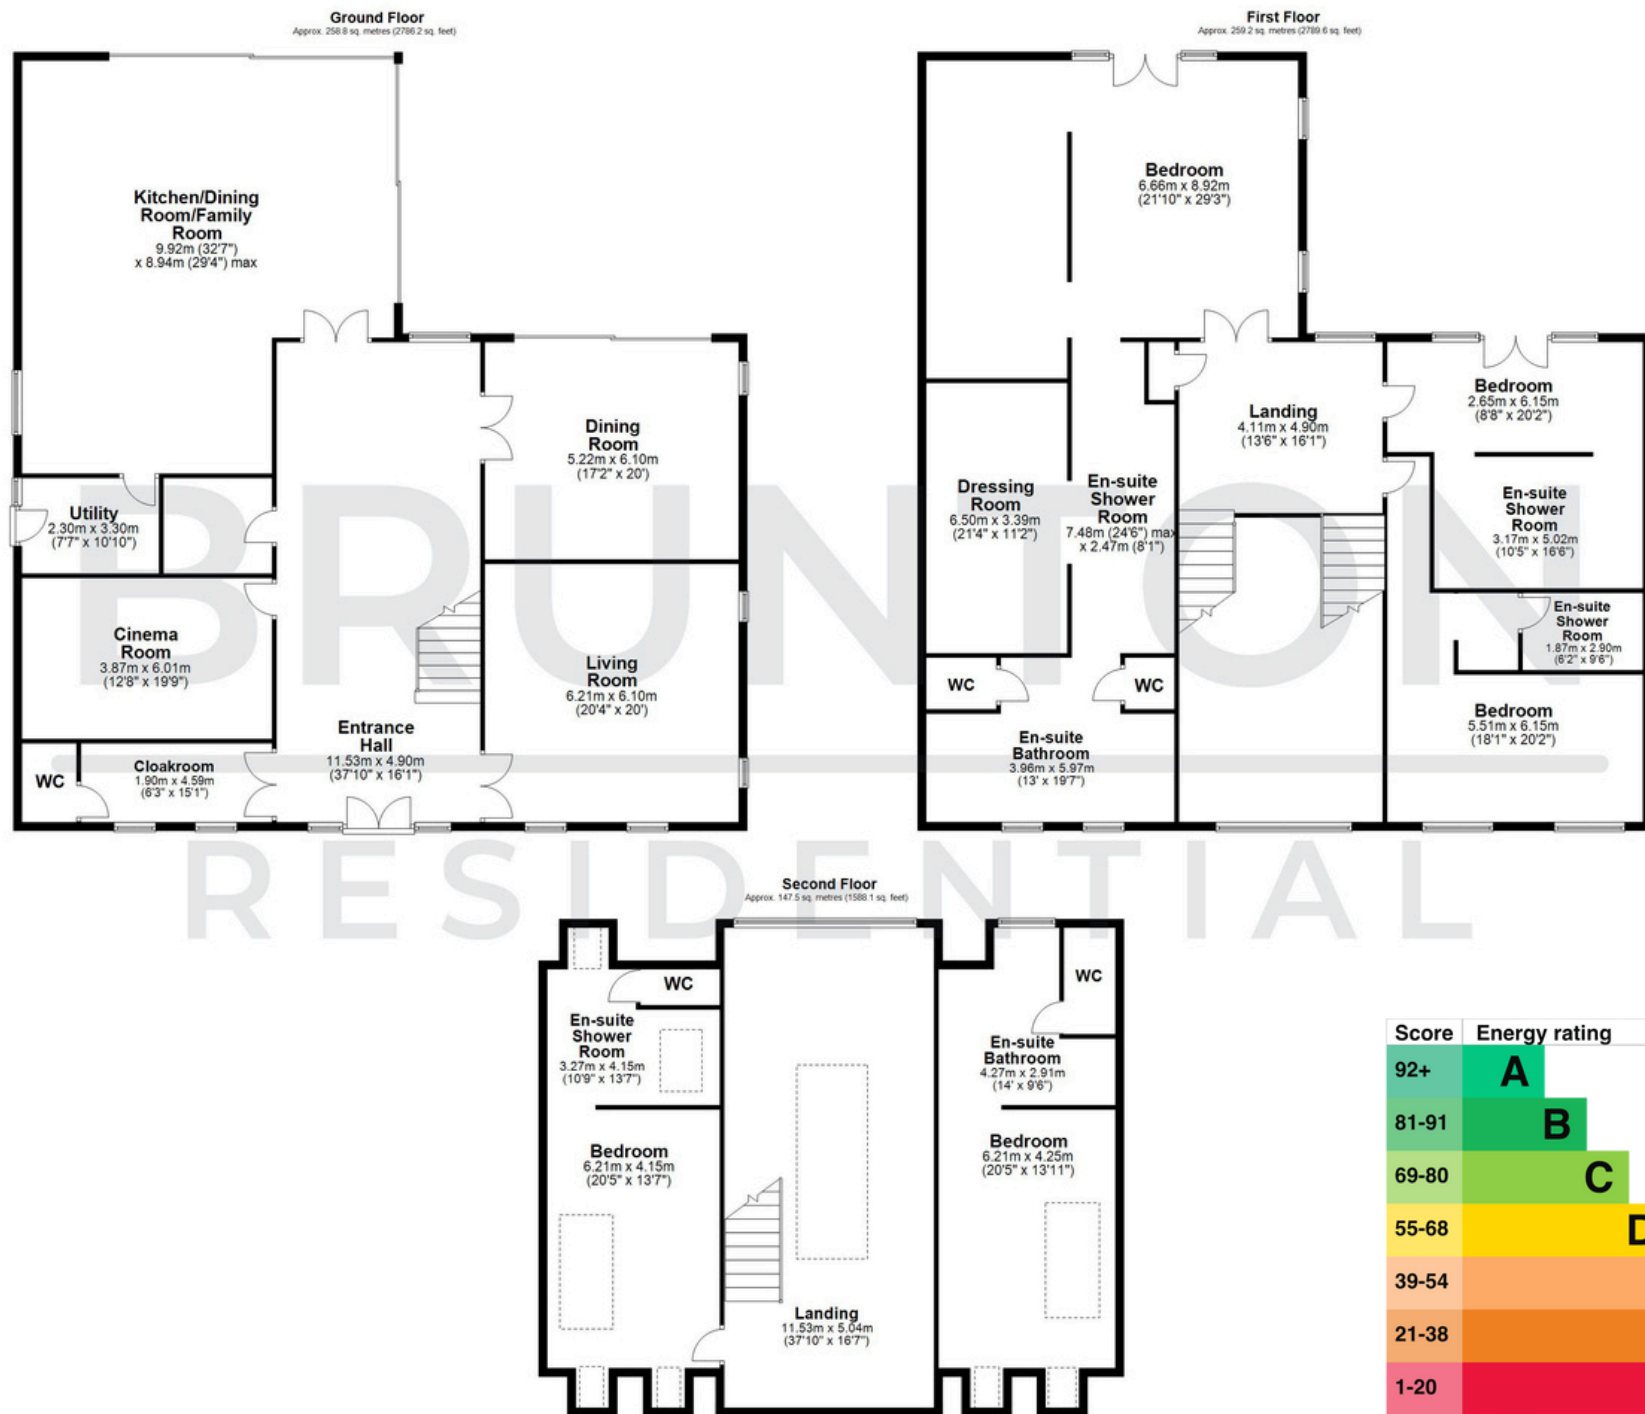 Ground Floor
Approx. 258.8 sq. metres (2786.2 sq. feet)
Kitchen/Dining
Room/Family
Room
9.92m (32'7")
x 8.94m (29'4") max
Utility
2.30m x 3.30m
(7'7" x 10'10")
Cinema
Room
3.87m x 6.01m
(12'8" x 19'9")
WC
Cloakroom
1.90m x 4.59m
(6'3" x 15'1")
Entrance
Hall
11.53m x 4.90m
(37'10" x 16'1")
Dining
Room
5.22m x 6.10m
(17'2" x 20')
Living
Room
6.21m x 6.10m
(20'4" x 20')
First Floor
Approx. 259.2 sq. metres (2789.6 sq. feet)
Bedroom
6.66m x 8.92m
(21'10" x 29'3")
Landing
4.11m x 4.90m
(13'6" x 16'1")
Bedroom
2.65m x 6.15m
(8'8" x 20'2")
Dressing
Room
6.50m x 3.39m
(21'4" x 11'2")
En-suite
Shower
Room
7.48m (24'6") max
x 2.47m (8'1")
En-suite
Shower
Room
3.17m x 5.02m
(10'5" x 16'6")
En-suite
Shower
Room
1.87m x 2.90m
(6'2" x 9'6")
WC
WC
En-suite
Bathroom
3.96m x 5.97m
(13' x 19'7")
Bedroom
5.51m x 6.15m
(18'1" x 20'2")
BRUNTON
RESIDENTIAL
Second Floor
Approx. 147.5 sq. metres (1588.1 sq. feet)
WC
En-suite
Shower
Room
3.27m x 4.15m
(10'9" x 13'7")
Bedroom
6.21m x 4.15m
(20'5" x 13'7")
Landing
11.53m x 5.04m
(37'10" x 16'7")
WC
En-suite
Bathroom
4.27m x 2.91m
(14' x 9'6")
Bedroom
6.21m x 4.25m
(20'5" x 13'11")
Score Energy rating
92+ A
81-91 B
69-80 C
55-68 D
39-54
21-38
1-20